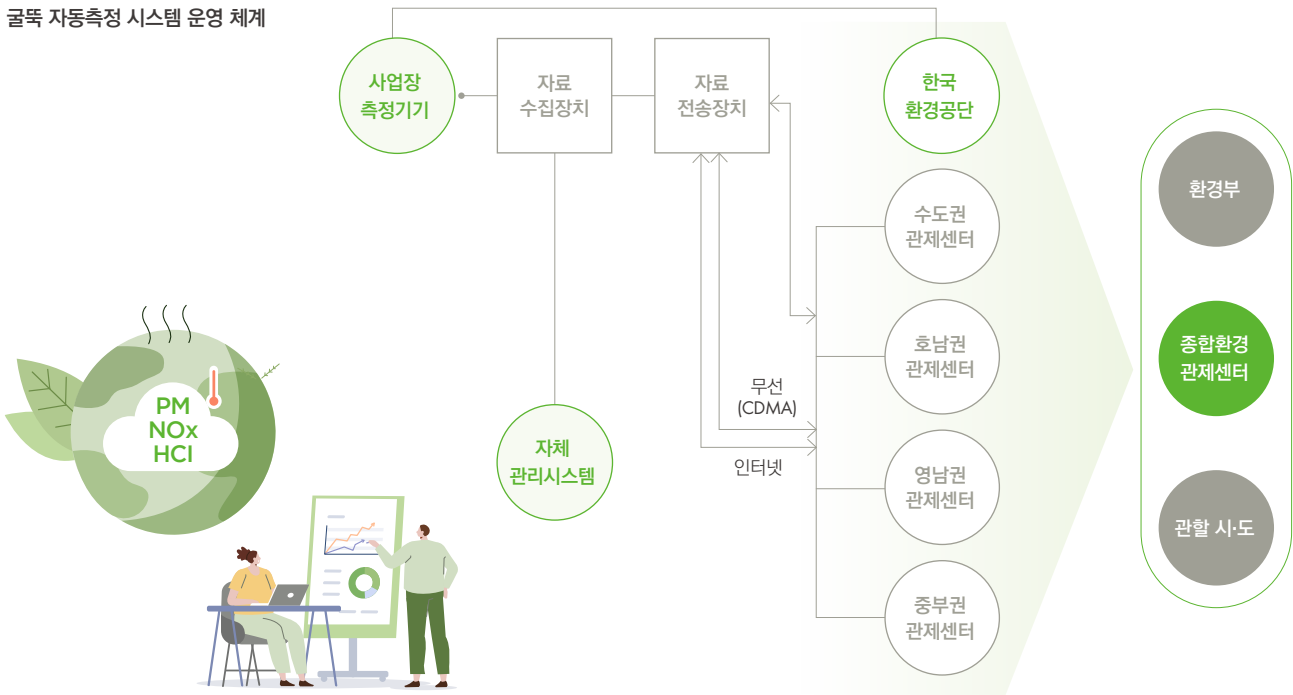 굴뚝 자동측정 시스템 운영 체계
사업장
측정기기
자료
수집장치
자료
전송장치
한국
환경공단
수도권
관제센터
호남권
관제센터
영남권
관제센터
중부권
관제센터
환경부
종합환경
관제센터
관할 시·도
무선
(CDMA)
인터넷
자체
관리시스템
PM
NOx
HCl